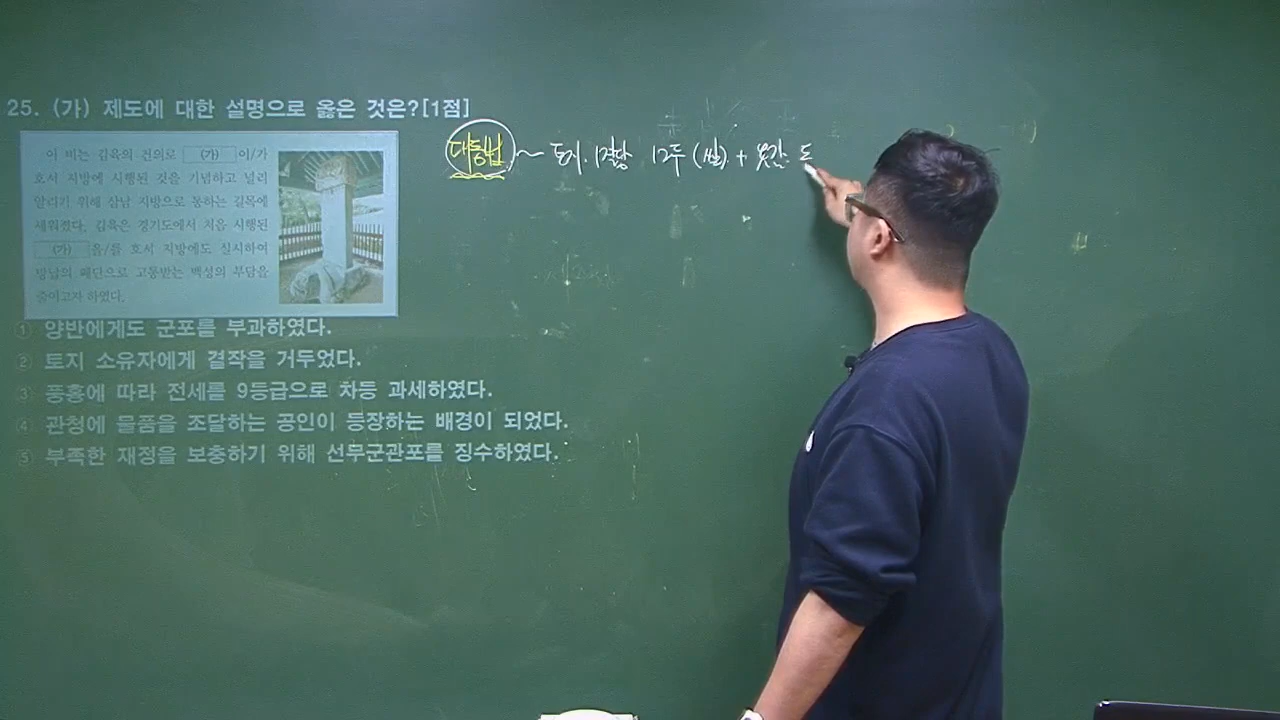 25. (가) 제도에 대한 설명으로 옳은 것은?[1점]
이 비는 김육의 건의로 (가) 이/가
호서 지방에 시행된 것을 기념하고 널리
알리기 위해 삼남 지방으로 통하는 길목에
세워졌다. 김육은 경기도에서 처음 시행된
(가) 을/를 호서 지방에도 실시하여
방납의 폐단으로 고통받는 백성의 부담을
줄이고자 하였다.
① 양반에게도 군포를 부과하였다.
② 토지 소유자에게 결작을 거두었다.
③ 풍흉에 따라 전세를 9등급으로 차등 과세하였다.
④ 관청에 물품을 조달하는 공인이 등장하는 배경이 되었다.
⑤ 부족한 재정을 보충하기 위해 선무군관포를 징수하였다.
대동법 ~ 토지. 1결당 12두 (쌀) + 옷감